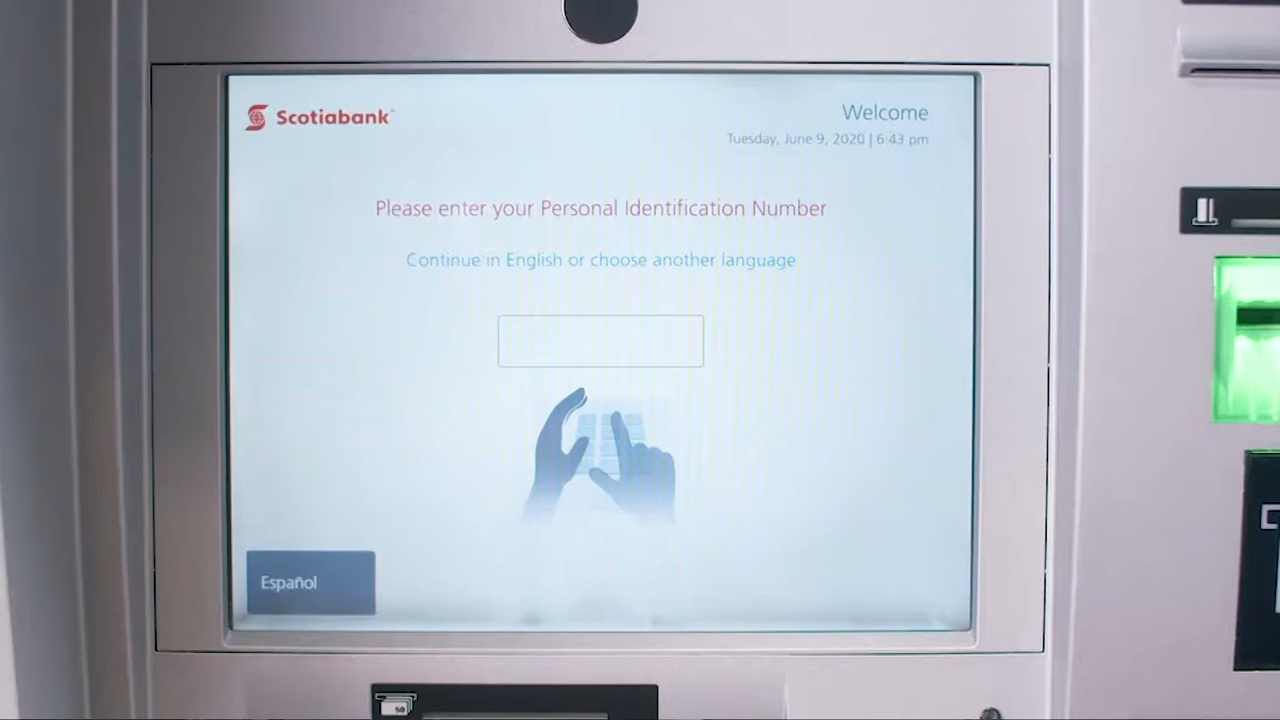 Scotiabank
Welcome
Tuesday, June 9, 2020 | 6:43 pm
Please enter your Personal Identification Number
Continue in English or choose another language
Español
50